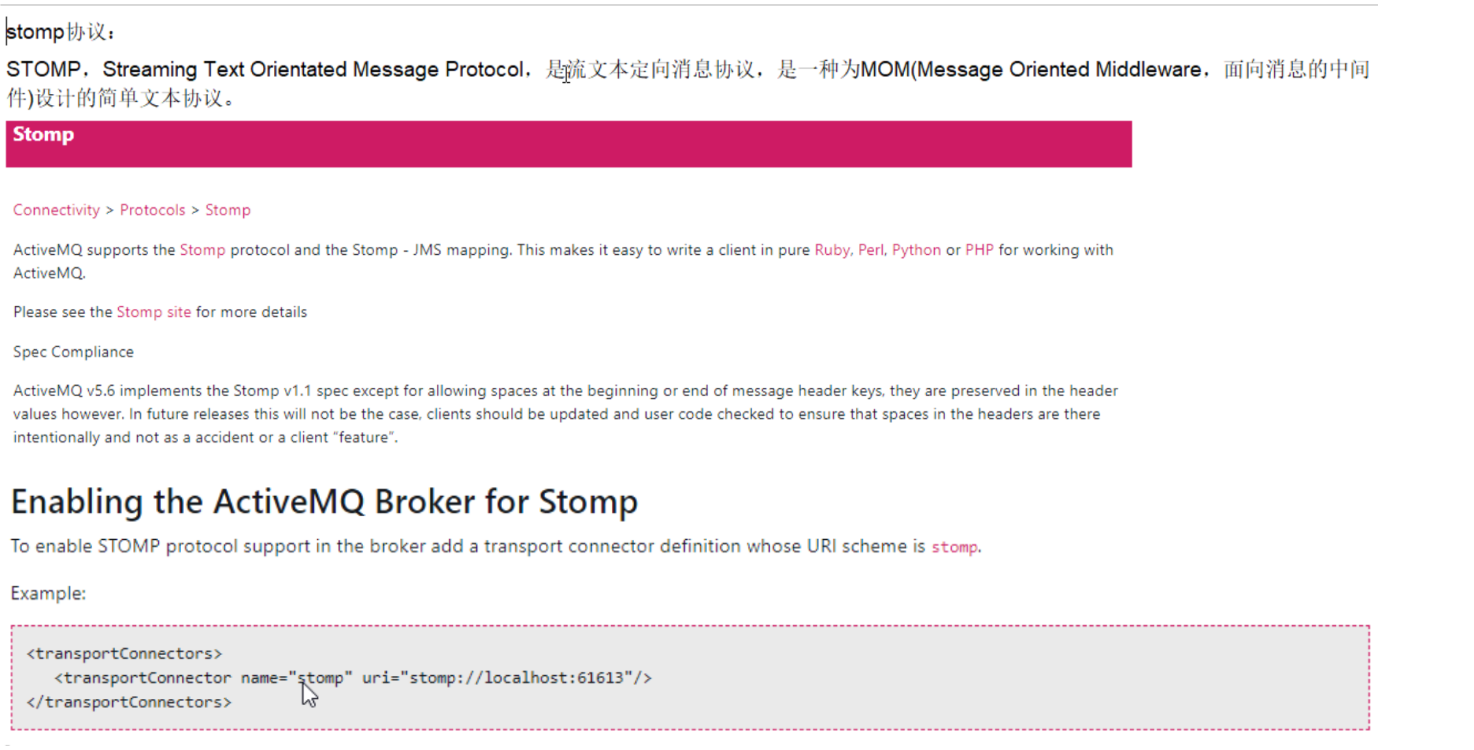 stomp协议：
STOMP，Streaming Text Orientated Message Protocol，是流文本定向消息协议，是一种为MOM(Message Oriented Middleware，面向消息的中间
件)设计的简单文本协议。
Stomp
Connectivity > Protocols > Stomp
ActiveMQ supports the Stomp protocol and the Stomp - JMS mapping. This makes it easy to write a client in pure Ruby, Perl, Python or PHP for working with
ActiveMQ.
Please see the Stomp site for more details
Spec Compliance
ActiveMQ v5.6 implements the Stomp v1.1 spec except for allowing spaces at the beginning or end of message header keys, they are preserved in the header
values however. In future releases this will not be the case, clients should be updated and user code checked to ensure that spaces in the headers are there
intentionally and not as a accident or a client “feature”.
Enabling the ActiveMQ Broker for Stomp
To enable STOMP protocol support in the broker add a transport connector definition whose URI scheme is stomp.
Example:
<transportConnectors>
   <transportConnector name="stomp" uri="stomp://localhost:61613"/>
</transportConnectors>